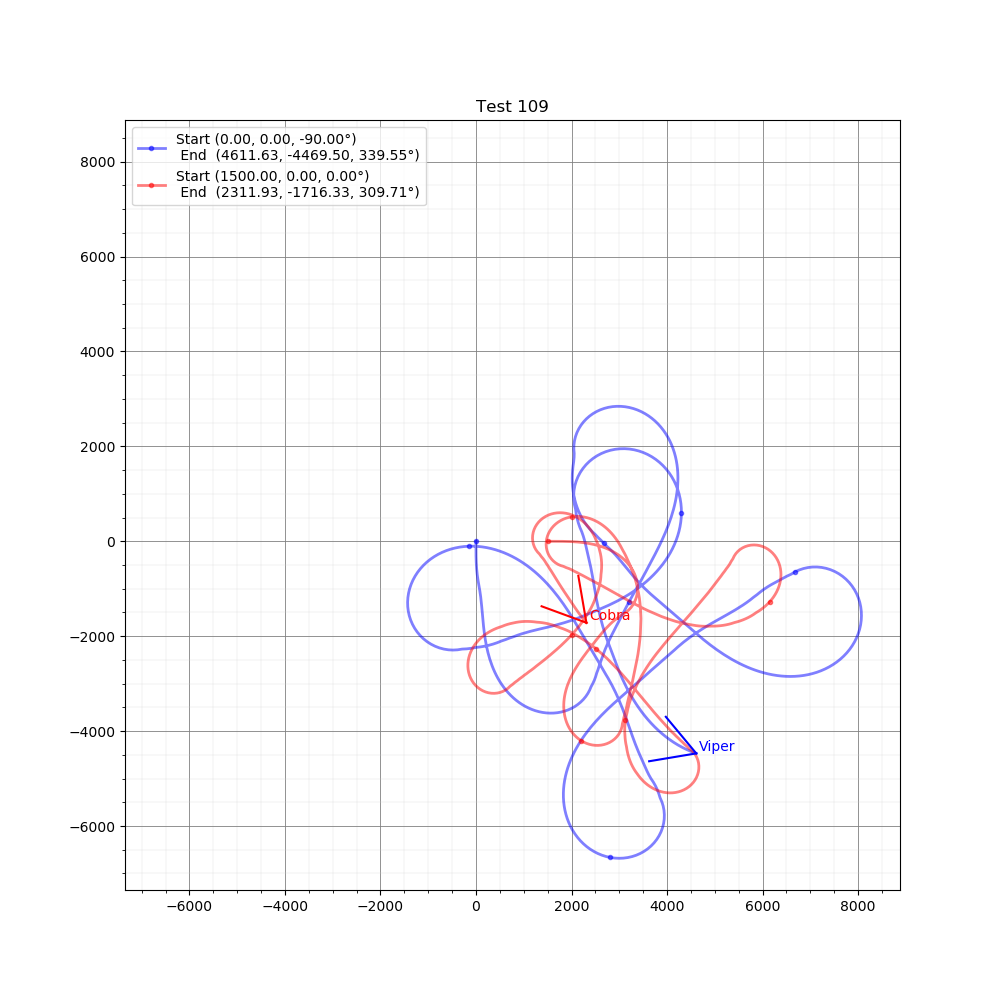 Test 109
Start (0.00, 0.00, -90.00°)
End (4611.63, -4469.50, 339.55°)
Start (1500.00, 0.00, 0.00°)
End (2311.93, -1716.33, 309.71°)
8000
6000
4000
2000
0
−2000
−4000
−6000
Cobra
Viper
−6000 −4000 −2000 0 2000 4000 6000 8000